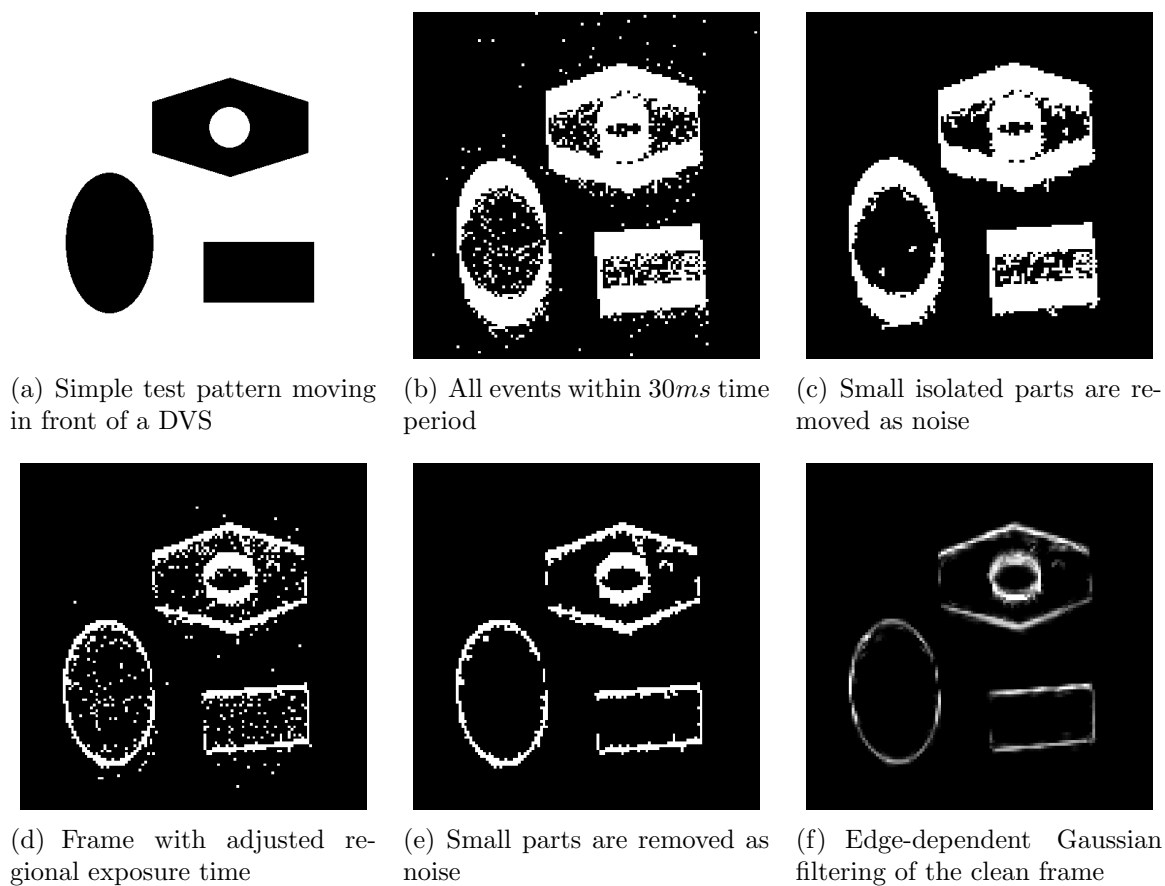 (a) Simple test pattern moving
in front of a DVS
(b) All events within 30ms time
period
(c) Small isolated parts are re-
moved as noise
(d) Frame with adjusted re-
gional exposure time
(e) Small parts are removed as
noise
(f) Edge-dependent Gaussian
filtering of the clean frame